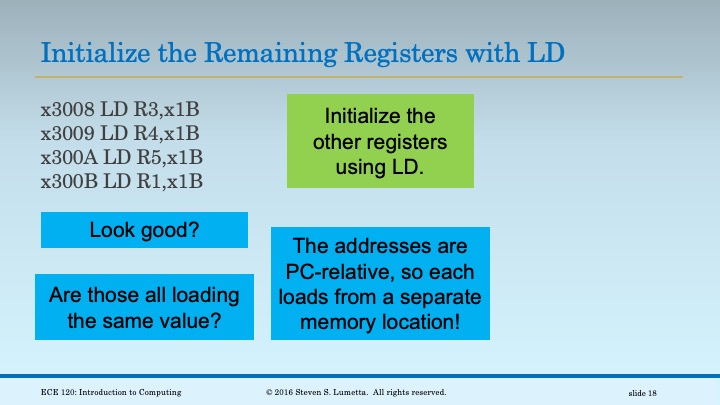 Initialize the Remaining Registers with LD
x3008 LD R3,x1B
x3009 LD R4,x1B
x300A LD R5,x1B
x300B LD R1,x1B
Initialize the
other registers
using LD.
Look good?
Are those all loading
the same value?
The addresses are
PC-relative, so each
loads from a separate
memory location!
ECE 120: Introduction to Computing
© 2016 Steven S. Lumetta. All rights reserved.
slide 18